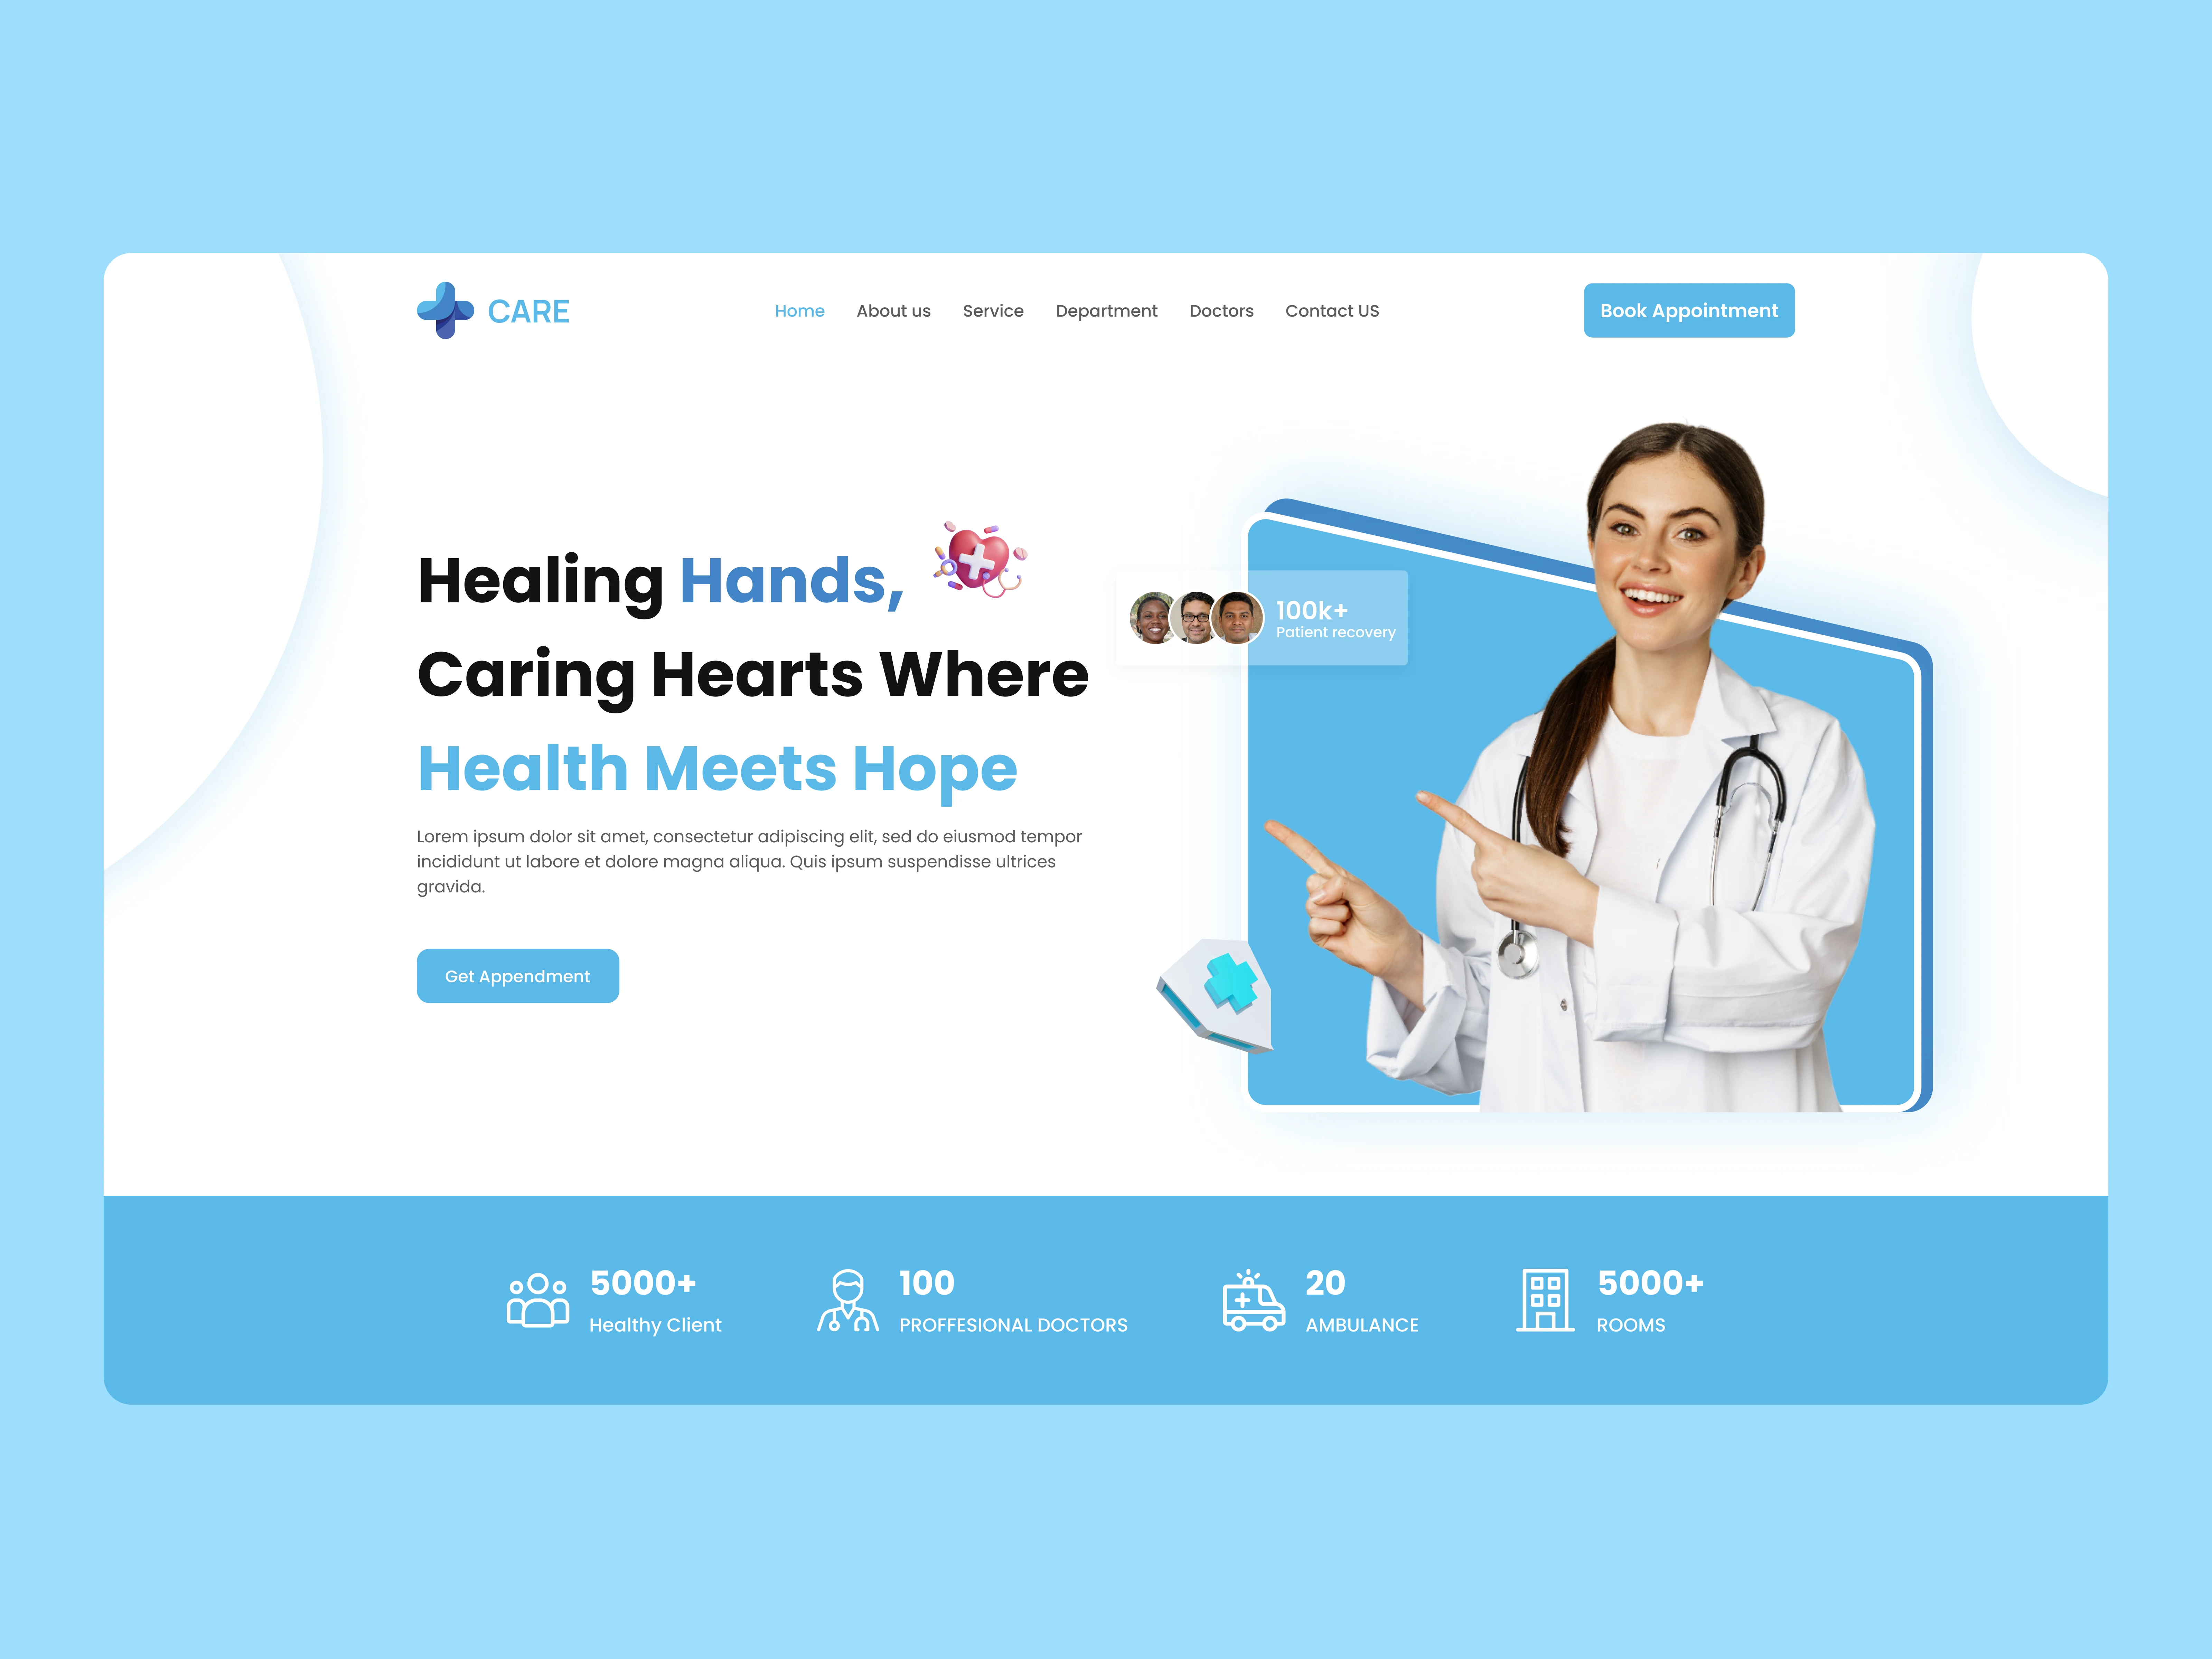 CARE
Home About us Service Department Doctors Contact US
Book Appointment
Healing Hands,
Caring Hearts Where
Health Meets Hope
Lorem ipsum dolor sit amet, consectetur adipiscing elit, sed do eiusmod tempor
incididunt ut labore et dolore magna aliqua. Quis ipsum suspendisse ultrices
gravida.
Get Appendment
100k+
Patient recovery
5000+
Healthy Client
100
PROFFESIONAL DOCTORS
20
AMBULANCE
5000+
ROOMS